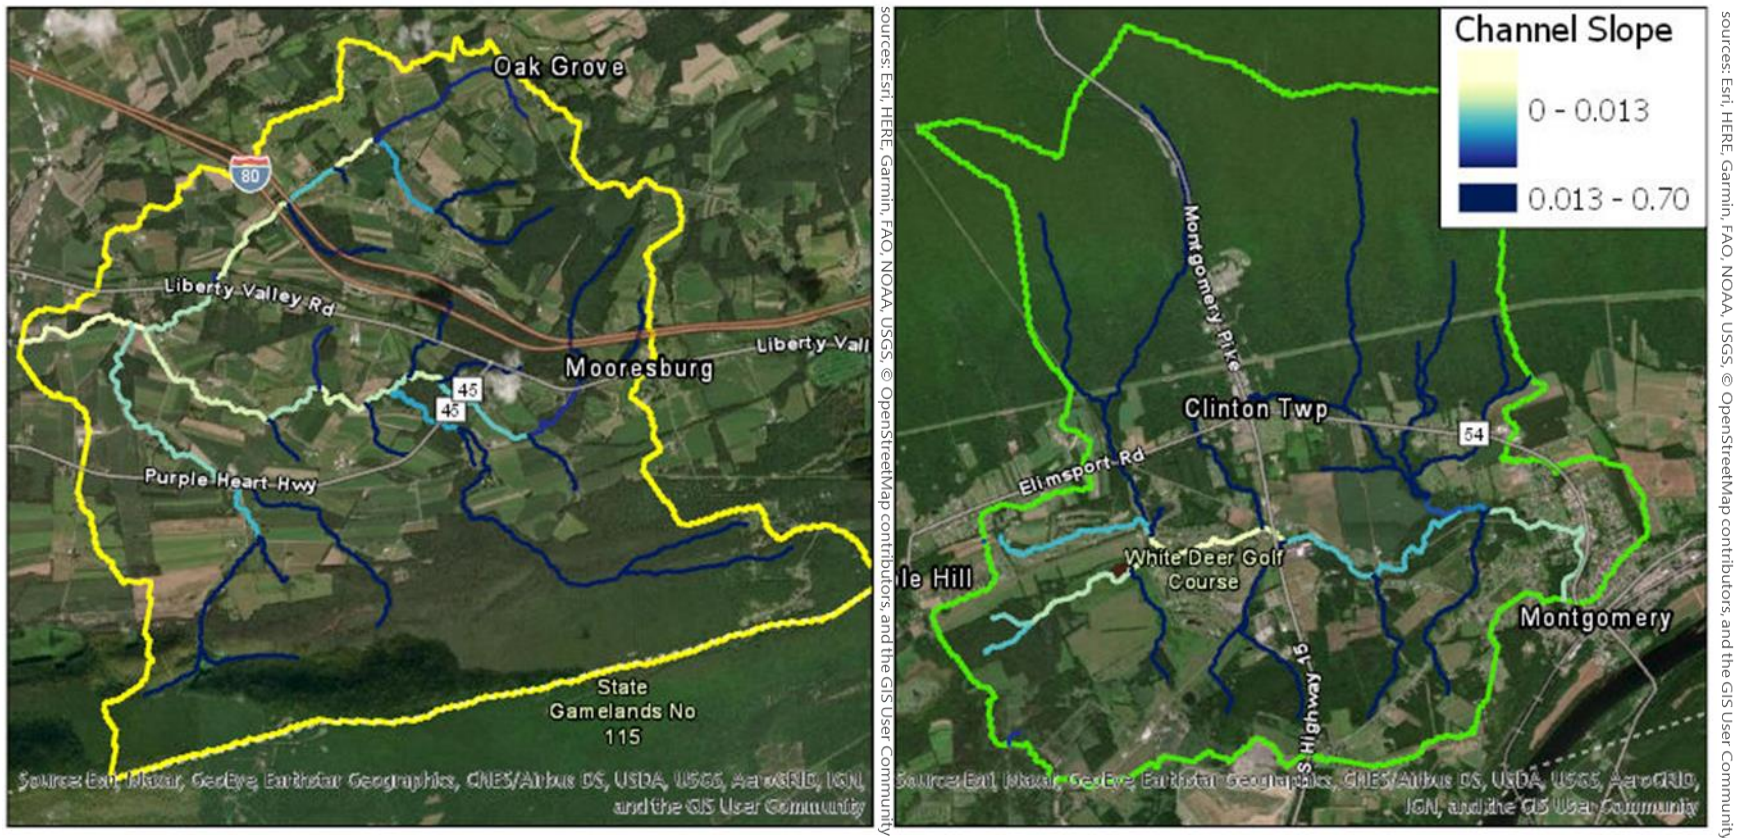 Oak Grove
80
Liberty Valley Rd
Mooresburg
Liberty Vall
45
45
Purple Heart Hwy
State
Gamelands No
115
Source: Esri, Maxar, GeoEye, Earthstar Geographics, CNES/Airbus DS, USDA, USGS, AeroGRID, IGN,
and the GIS User Community
sources: Esri, HERE, Garmin, FAO, NOAA, USGS, © OpenStreetMap contributors, and the GIS User Community
Channel Slope
0 - 0.013
0.013 - 0.70
Montgomery Pike
Clinton Twp
54
Elimsport Rd
White Deer Golf
Course
ple Hill
Montgomery
S Highway 15
Source: Esri, Maxar, GeoEye, Earthstar Geographics, CNES/Airbus DS, USDA, USGS, AeroGRID,
IGN, and the GIS User Community
sources: Esri, HERE, Garmin, FAO, NOAA, USGS, © OpenStreetMap contributors, and the GIS User Community